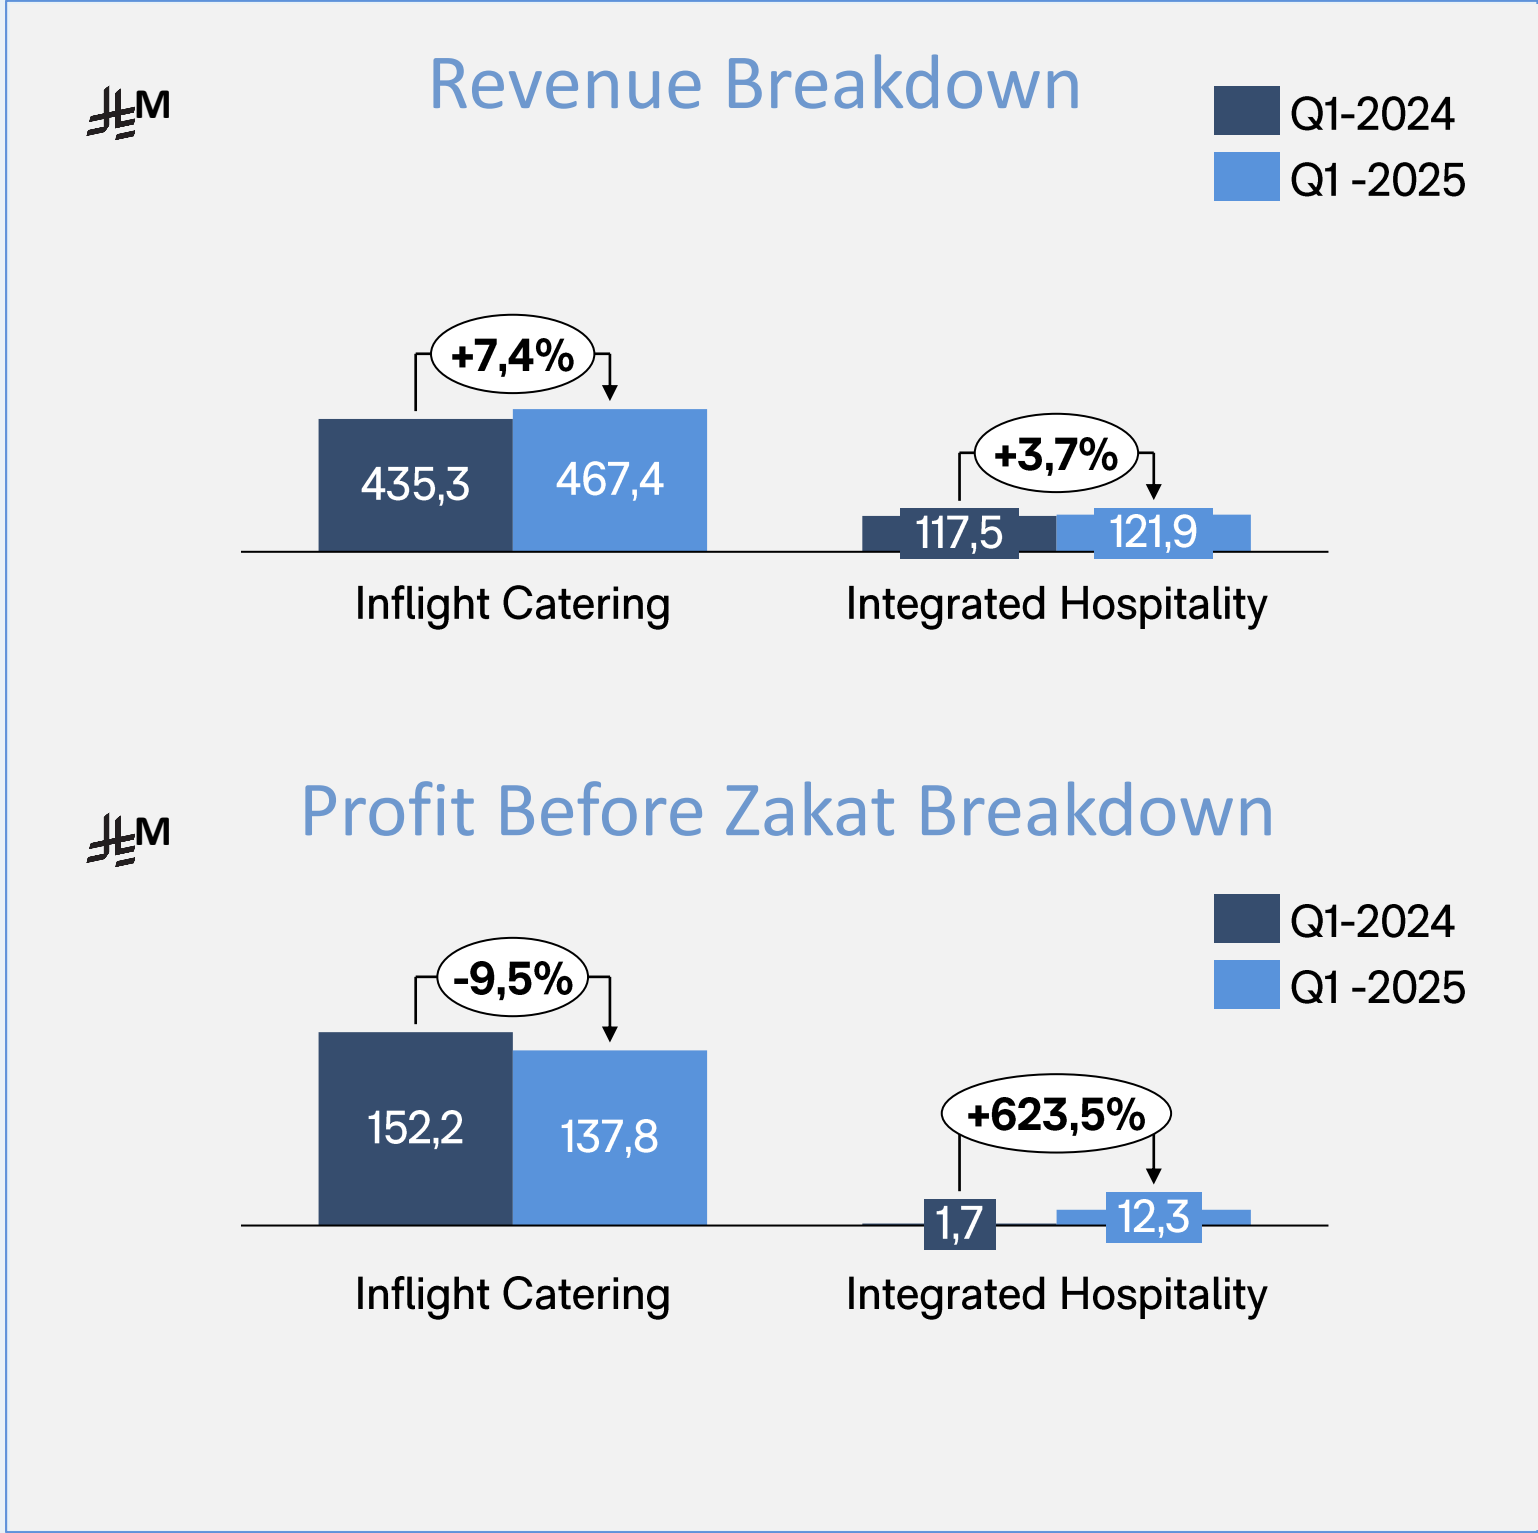 Revenue Breakdown
M
Q1-2024
Q1 -2025
+7,4%
435,3
467,4
+3,7%
117,5
121,9
Inflight Catering
Integrated Hospitality
Profit Before Zakat Breakdown
M
Q1-2024
Q1 -2025
-9,5%
152,2
137,8
+623,5%
1,7
12,3
Inflight Catering
Integrated Hospitality